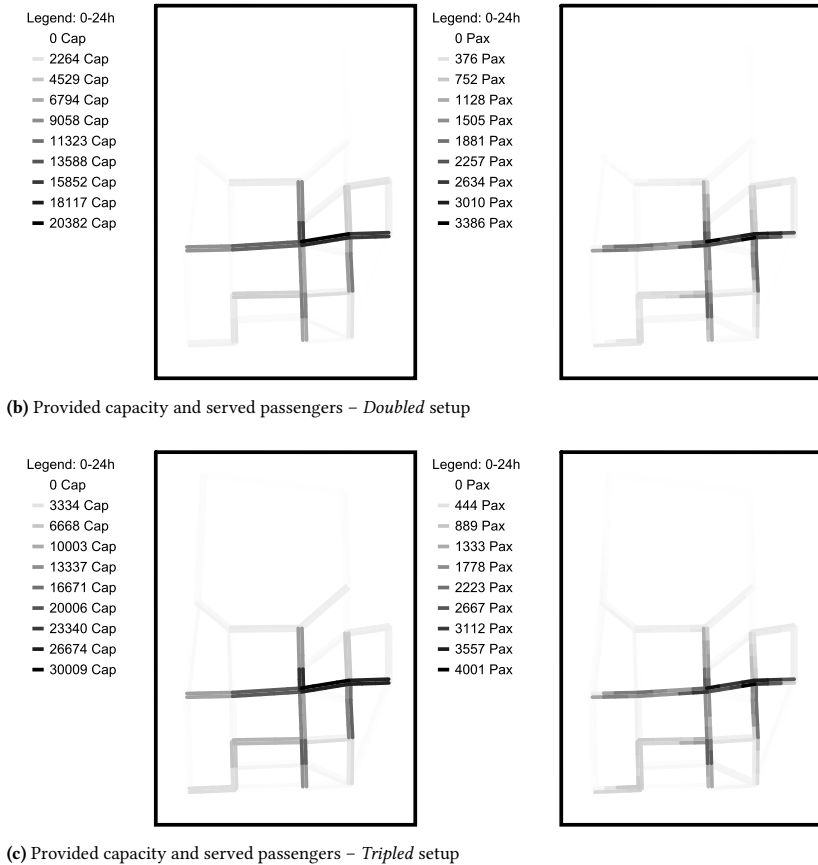 Legend: 0-24h
0 Cap
2264 Cap
4529 Cap
6794 Cap
9058 Cap
11323 Cap
13588 Cap
15852 Cap
18117 Cap
20382 Cap
Legend: 0-24h
0 Pax
376 Pax
752 Pax
1128 Pax
1505 Pax
1881 Pax
2257 Pax
2634 Pax
3010 Pax
3386 Pax
(b) Provided capacity and served passengers – Doubled setup
Legend: 0-24h
0 Cap
3334 Cap
6668 Cap
10003 Cap
13337 Cap
16671 Cap
20006 Cap
23340 Cap
26674 Cap
30009 Cap
Legend: 0-24h
0 Pax
444 Pax
889 Pax
1333 Pax
1778 Pax
2223 Pax
2667 Pax
3112 Pax
3557 Pax
4001 Pax
(c) Provided capacity and served passengers – Tripled setup